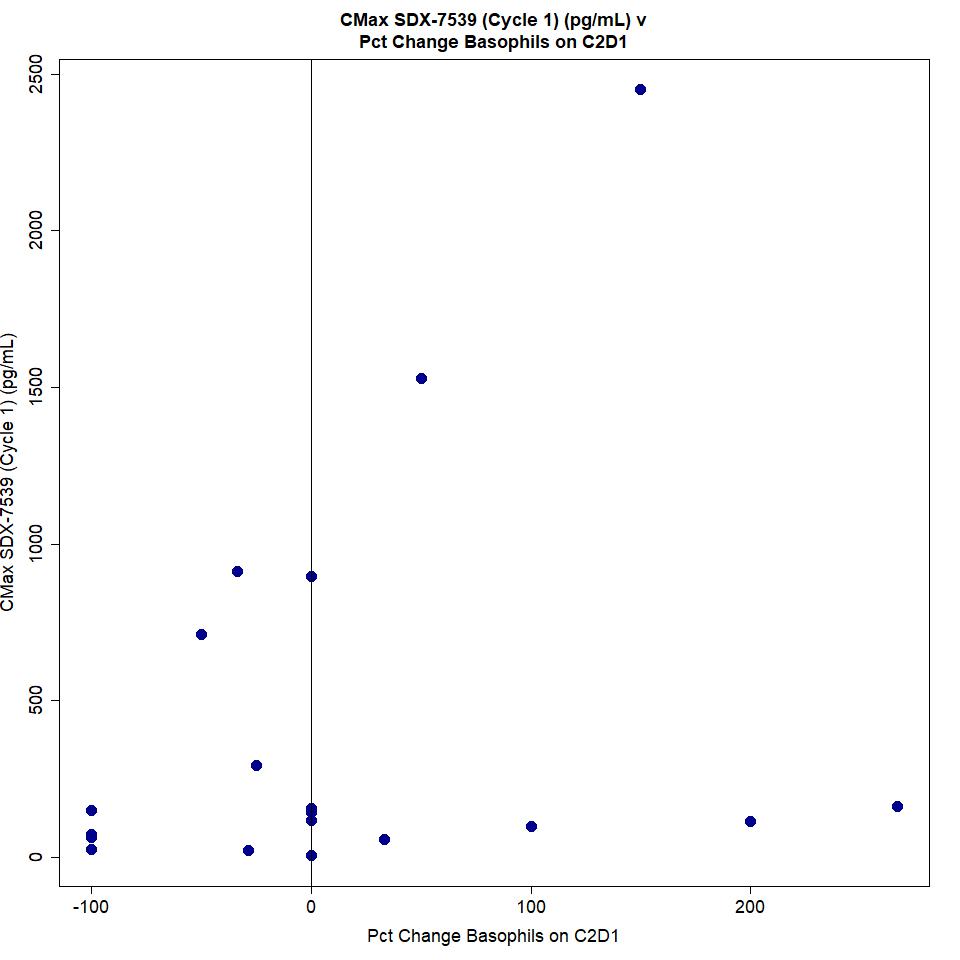 CMax SDX-7539 (Cycle 1) (pg/mL) v
Pct Change Basophils on C2D1
CMax SDX-7539 (Cycle 1) (pg/mL)
2500
2000
1500
1000
500
0
-100
0
100
200
Pct Change Basophils on C2D1